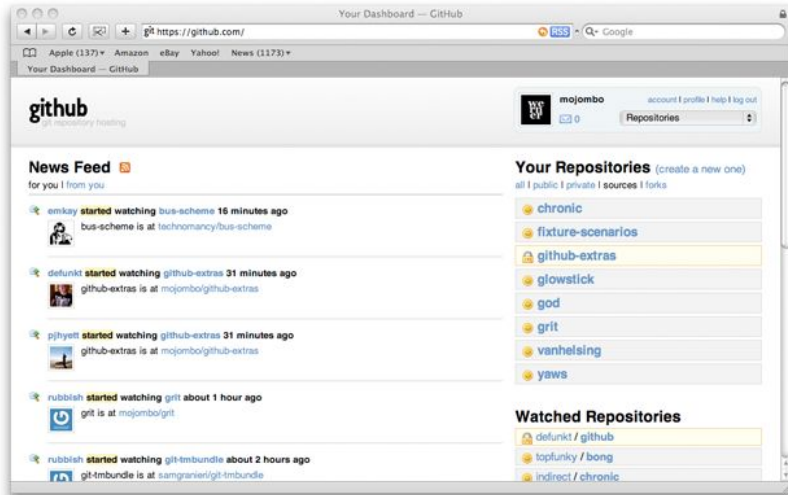 Your Dashboard — GitHub
git https://github.com/
RSS
Google
Apple (137)▾ Amazon eBay Yahoo! News (1173)▾
Your Dashboard — GitHub
github
git repository hosting
mojombo
account | profile | help | log out
0
Repositories
News Feed
for you | from you
emkay started watching bus-scheme 16 minutes ago
bus-scheme is at technomancy/bus-scheme
defunkt started watching github-extras 31 minutes ago
github-extras is at mojombo/github-extras
pjhyett started watching github-extras 31 minutes ago
github-extras is at mojombo/github-extras
rubbish started watching grit about 1 hour ago
grit is at mojombo/grit
rubbish started watching git-tmbundle about 2 hours ago
git-tmbundle is at samgranieri/git-tmbundle
Your Repositories (create a new one)
all | public | private | sources | forks
chronic
fixture-scenarios
github-extras
glowstick
god
grit
vanhelsing
yaws
Watched Repositories
defunkt / github
topfunky / bong
indirect / chronic